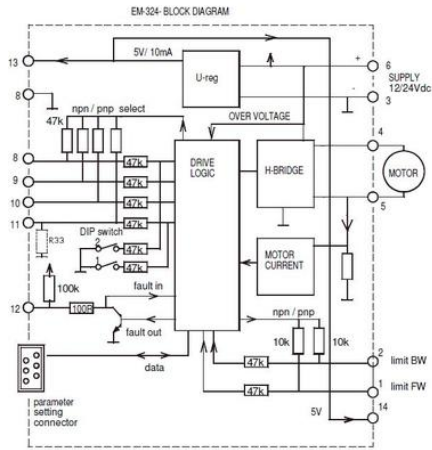 EM-324- BLOCK DIAGRAM
5V/ 10mA
13
U-reg
+
6
SUPPLY
12/24Vdc
-
3
8
npn / pnp select
47k
OVER VOLTAGE
4
8
47k
DRIVE
LOGIC
H-BRIDGE
MOTOR
9
47k
10
47k
5
11
47k
R33
DIP switch
2
47k
1
47k
MOTOR
CURRENT
100k
fault in
12
100R
npn / pnp
fault out
10k
10k
data
47k
2
limit BW
47k
1
limit FW
parameter
setting
connector
5V
14